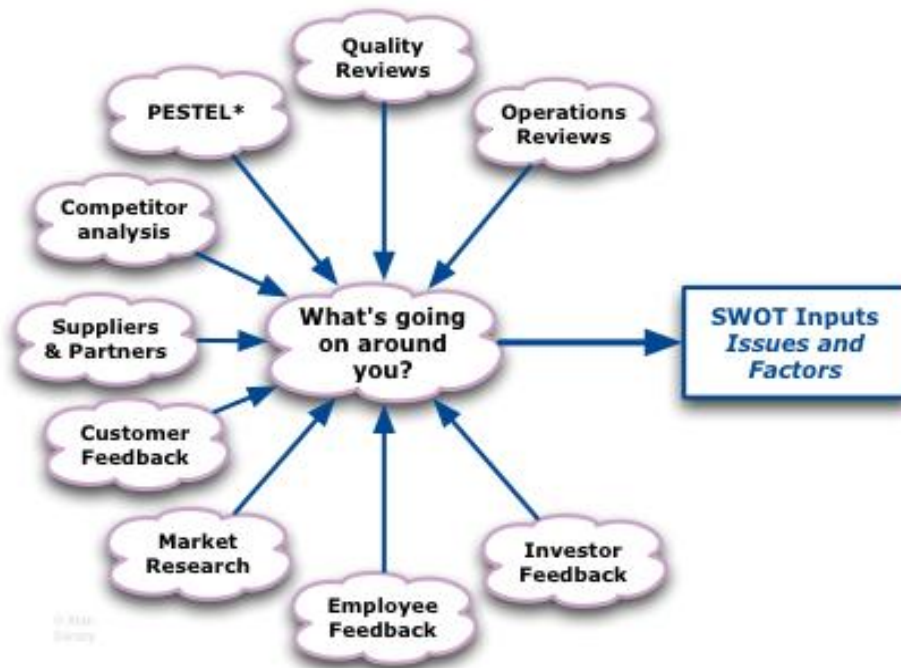 Quality
Reviews
PESTEL*
Operations
Reviews
Competitor
analysis
Suppliers
& Partners
What's going
on around
you?
SWOT Inputs
Issues and
Factors
Customer
Feedback
Market
Research
Employee
Feedback
Investor
Feedback